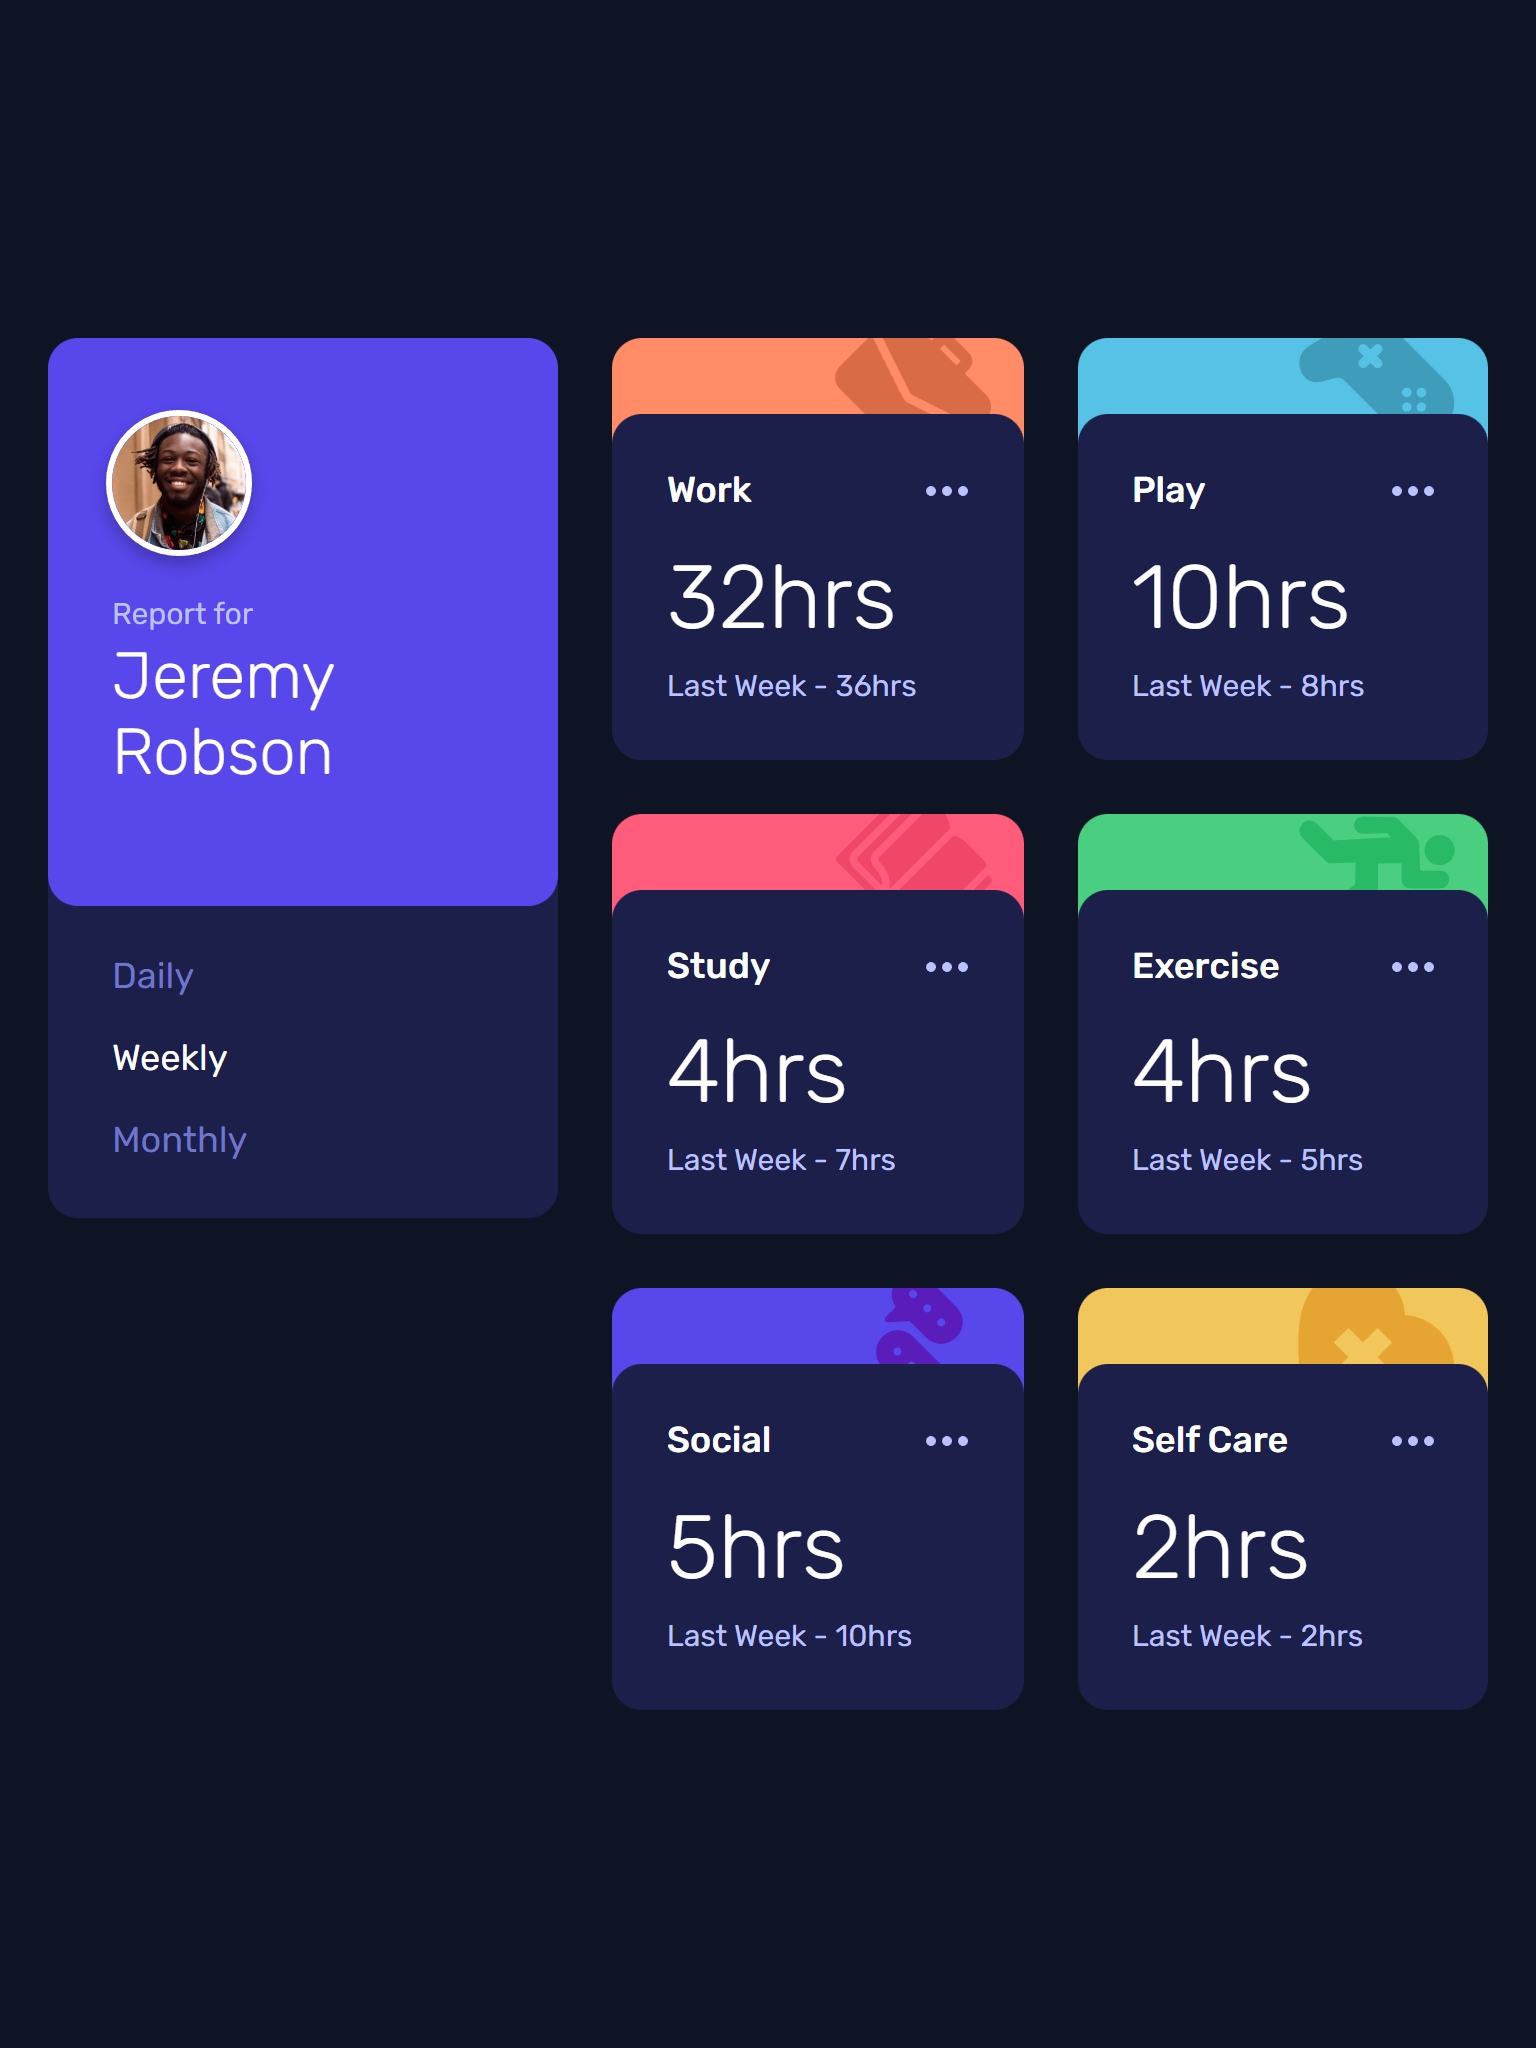 Report for
Jeremy
Robson
Daily
Weekly
Monthly
Work
32hrs
Last Week - 36hrs
Play
10hrs
Last Week - 8hrs
Study
4hrs
Last Week - 7hrs
Exercise
4hrs
Last Week - 5hrs
Social
5hrs
Last Week - 10hrs
Self Care
2hrs
Last Week - 2hrs